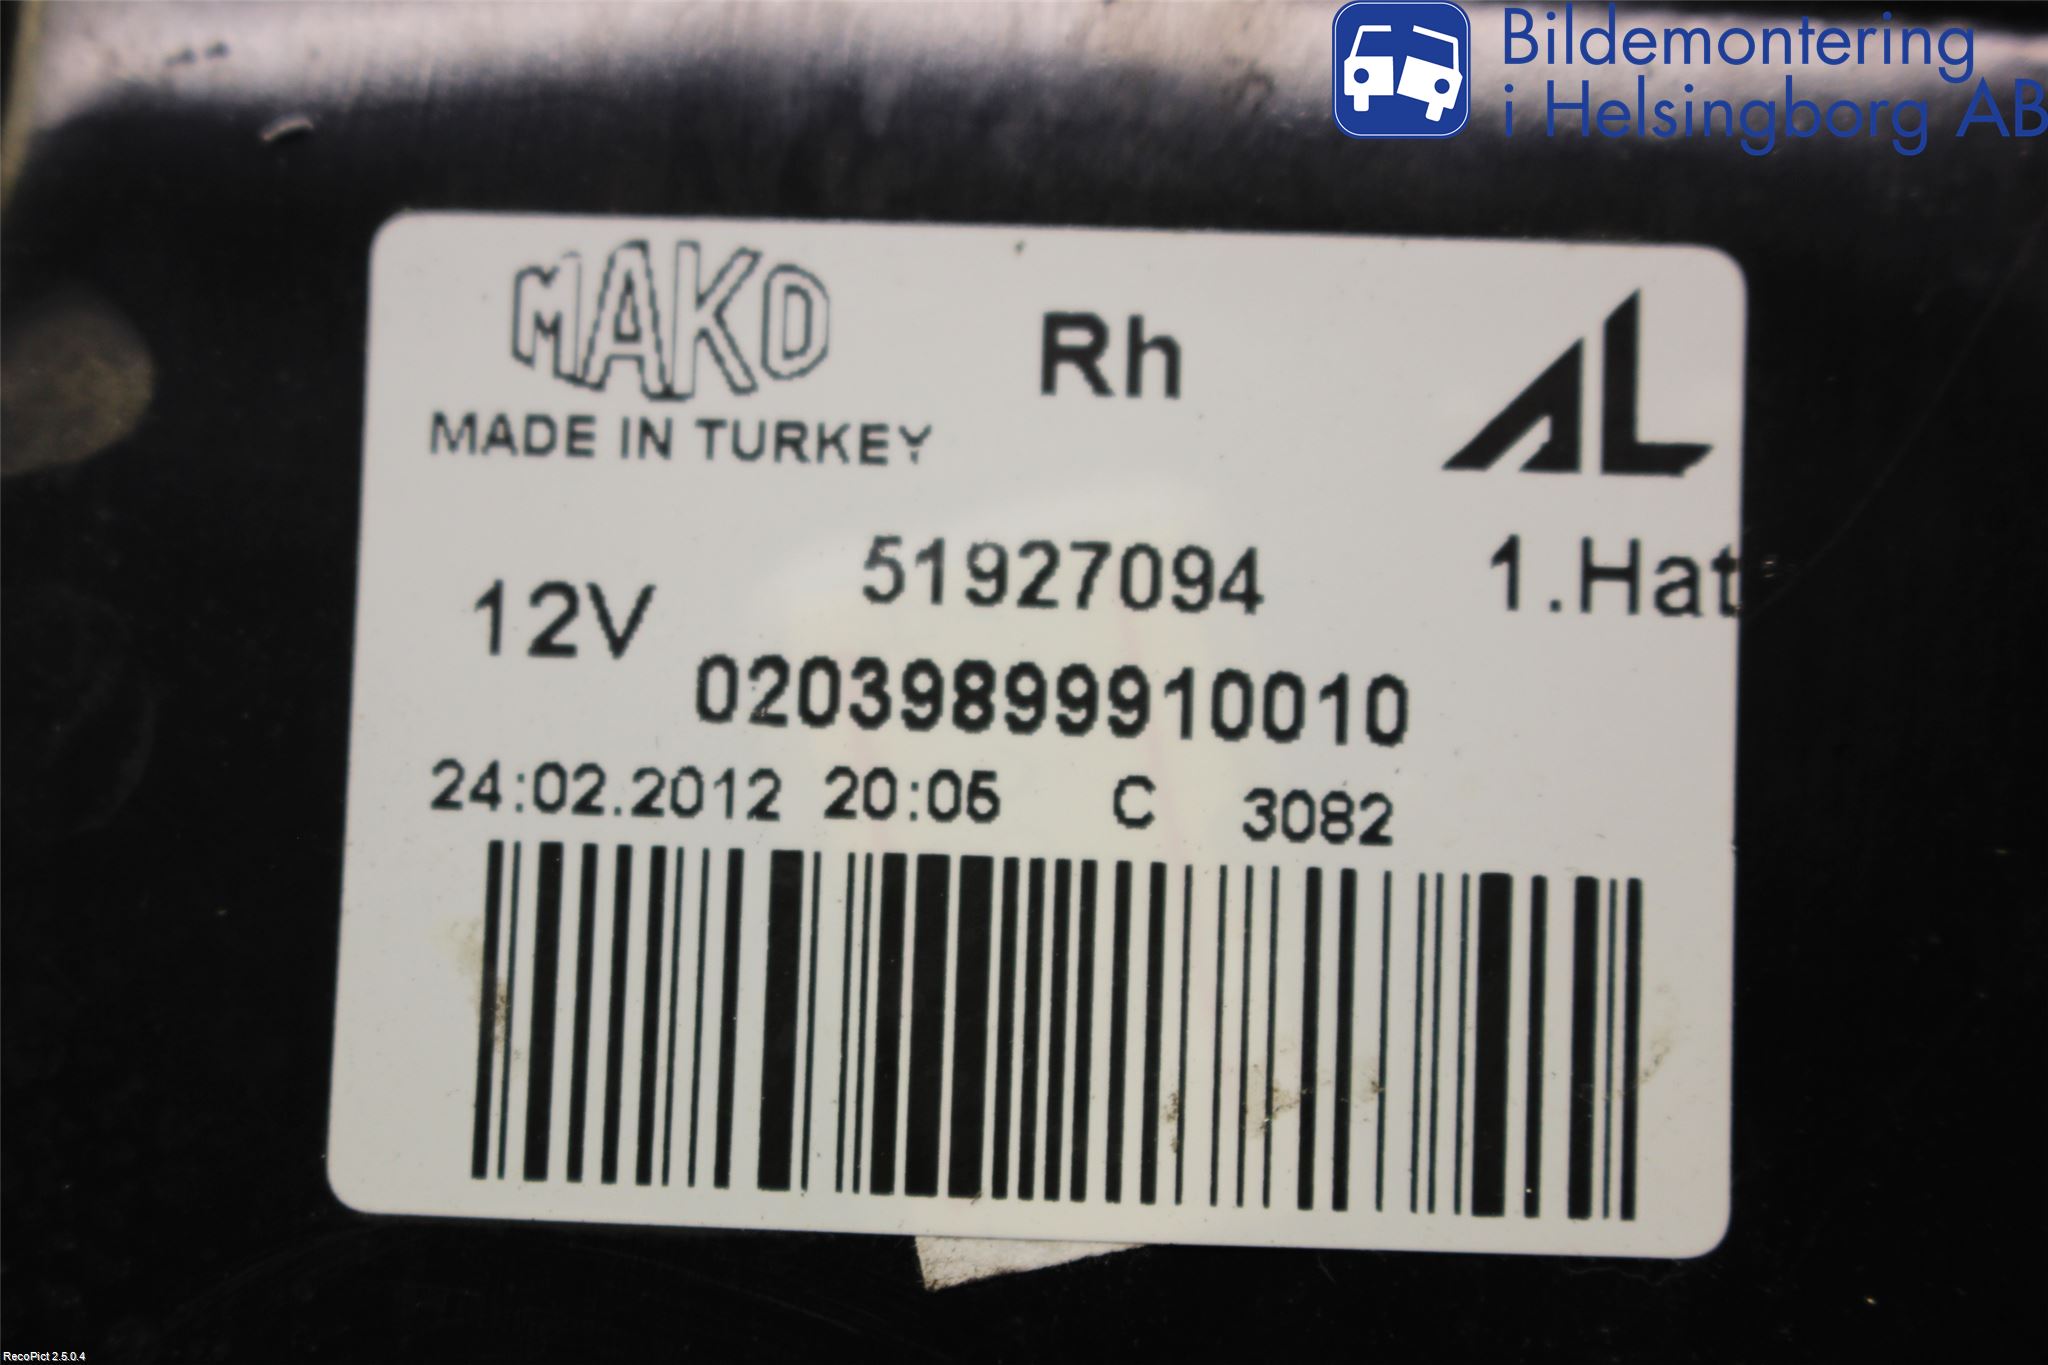 Bildemontering
i Helsingborg AB
MAKO
Rh
AL
MADE IN TURKEY
51927094
1.Hat
12V
02039899910010
24:02.2012 20:05 C 3082
RecoPict 2.5.0.4